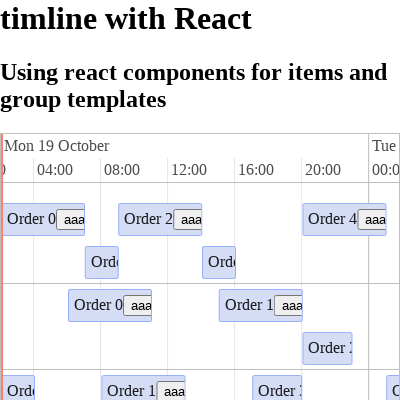 timline with React
Using react components for items and
group templates
Mon 19 October Tue
04:00 08:00 12:00 16:00 20:00
Order 0 aaa Order 2 aaa Order 4 aaa
Order 0 aaa Order 1 aaa
Order
Order 1 aaa Order